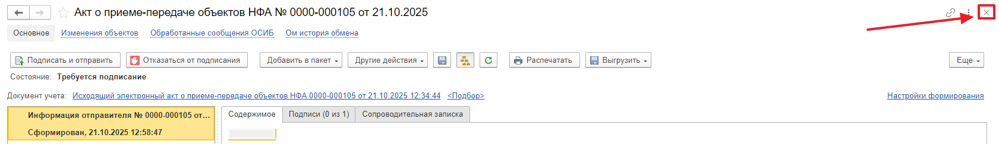 Акт о приеме-передаче объектов НФА № 0000-000105 от 21.10.2025
Основное Изменения объектов Обработанные сообщения ОСИБ Ом история обмена
Подписать и отправить Отказаться от подписания Добавить в пакет Другие действия Распечатать Выгрузить Еще
Состояние: Требуется подписание
Документ учета: Исходящий электронный акт о приеме-передаче объектов НФА 0000-000105 от 21.10.2025 12:34:44 <Подбор> Настройки формирования
Информация отправителя № 0000-000105 от... Содержимое Подписи (0 из 1) Сопроводительная записка
Сформирован, 21.10.2025 12:58:47